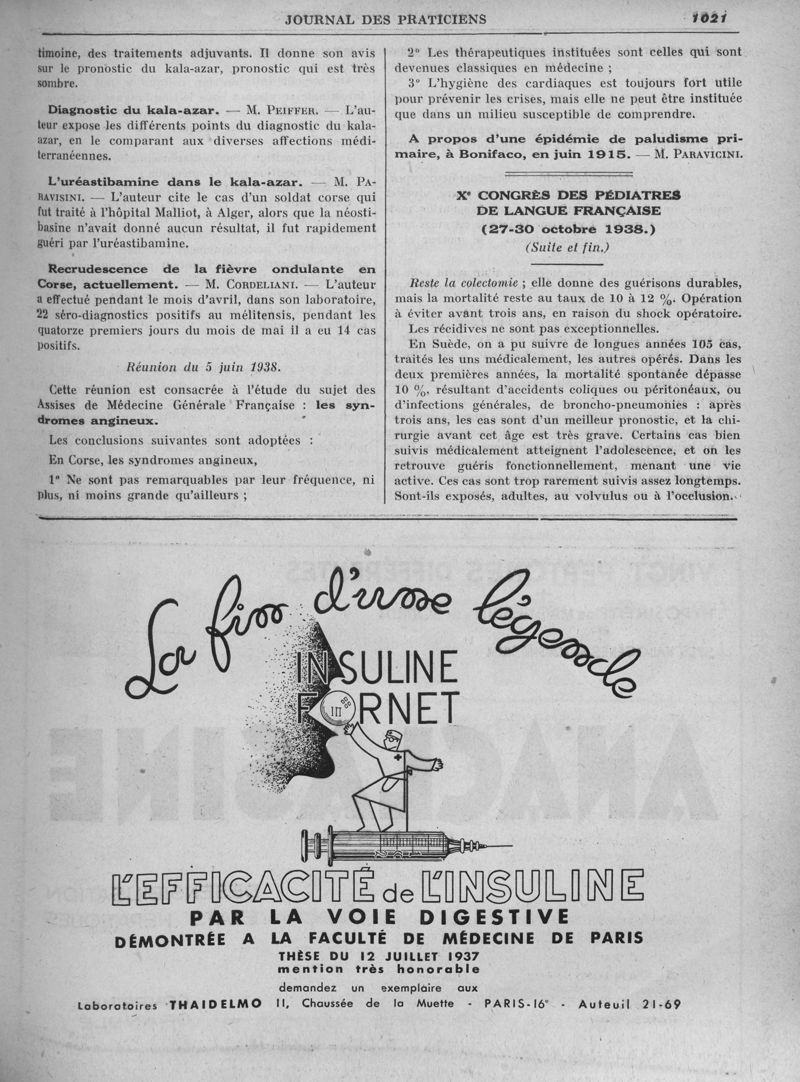 JOURNAL DES PRATICIENS 1021
timoine, des traitements adjuvants. Il donne son avis
sur le pronostic du kala-azar, pronostic qui est très
sombre.
Diagnostic du kala-azar. — M. PEIFFER. — L'au-
teur expose les différents points du diagnostic du kala-
azar, en le comparant aux diverses affections médi-
terranéennes.
L'uréastibamine dans le kala-azar. — M. PA-
RAVISINI. — L'auteur cite le cas d'un soldat corse qui
fut traité à l'hôpital Malliot, à Alger, alors que la néosti-
basine n'avait donné aucun résultat, il fut rapidement
guéri par l'uréastibamine.
Recrudescence de la fièvre ondulante en
Corse, actuellement. — M. CORDELIANI. — L'auteur
a effectué pendant le mois d'avril, dans son laboratoire,
22 séro-diagnostics positifs au mélitensis, pendant les
quatorze premiers jours du mois de mai il a eu 14 cas
positifs.
Réunion du 5 juin 1938.
Cette réunion est consacrée à l'étude du sujet des
Assises de Médecine Générale Française : les syn-
dromes angineux.
Les conclusions suivantes sont adoptées :
En Corse, les syndromes angineux,
1° Ne sont pas remarquables par leur fréquence, ni
plus, ni moins grande qu'ailleurs ;
2° Les thérapeutiques instituées sont celles qui sont
devenues classiques en médecine ;
3° L'hygiène des cardiaques est toujours fort utile
pour prévenir les crises, mais elle ne peut être instituée
que dans un milieu susceptible de comprendre.
A propos d'une épidémie de paludisme pri-
maire, à Bonifaco, en juin 1915. — M. PARAVICINI.
Xe CONGRÈS DES PÉDIATRES
DE LANGUE FRANÇAISE
(27-30 octobre 1938.)
(Suite et fin.)
Reste la colectomie ; elle donne des guérisons durables,
mais la mortalité reste au taux de 10 à 12 %. Opération
à éviter avant trois ans, en raison du shock opératoire.
Les récidives ne sont pas exceptionnelles.
En Suède, on a pu suivre de longues années 105 cas,
traités les uns médicalement, les autres opérés. Dans les
deux premières années, la mortalité spontanée dépasse
10 %, résultant d'accidents coliques ou péritonéaux, ou
d'infections générales, de broncho-pneumonies : après
trois ans, les cas sont d'un meilleur pronostic, et la chi-
rurgie avant cet âge est très grave. Certains cas bien
suivis médicalement atteignent l'adolescence, et on les
retrouve guéris fonctionnellement, menant une vie
active. Ces cas sont trop rarement suivis assez longtemps.
Sont-ils exposés, adultes, au volvulus ou à l'occlusion.
La fin d'une légende
INSULINE
FORNET
L'EFFICACITÉ de L'INSULINE
PAR LA VOIE DIGESTIVE
DÉMONTRÉE A LA FACULTÉ DE MÉDECINE DE PARIS
THÈSE DU 12 JUILLET 1937
mention très honorable
demandez un exemplaire aux
Laboratoires THAIDELMO 11, Chaussée de la Muette - PARIS-16e - Auteuil 21-69